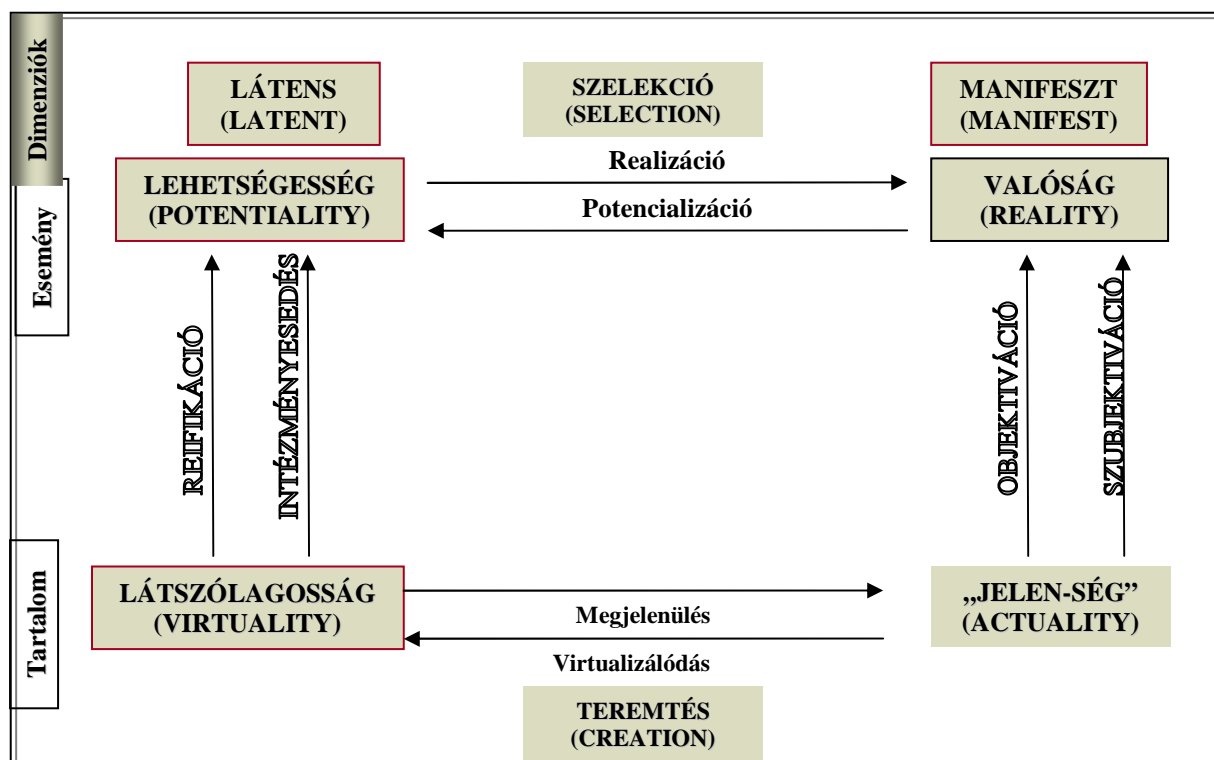 Dimenziók
LÁTENS
(LATENT)
SZELEKCIÓ
(SELECTION)
MANIFESZT
(MANIFEST)
Esemény
LEHETSÉGESSÉG
(POTENTIALITY)
Realizáció
Potencializáció
VALÓSÁG
(REALITY)
REIFIKÁCIÓ
INTÉZMÉNYESEDÉS
OBJEKTIVÁCIÓ
SZUBJEKTIVÁCIÓ
Tartalom
LÁTSZÓLAGOSSÁG
(VIRTUALITY)
Megjelenülés
Virtualizálódás
„JELEN-SÉG”
(ACTUALITY)
TEREMTÉS
(CREATION)